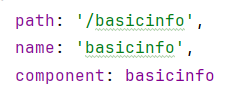 path: '/basicinfo',
name: 'basicinfo',
component: basicinfo